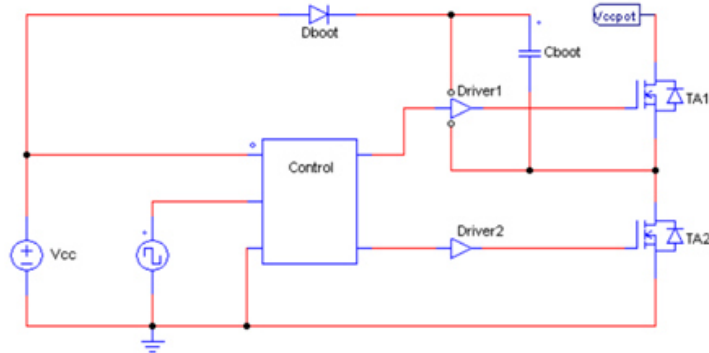 Vccpot
Dboot
Cboot
Driver1
TA1
Control
Driver2
Vcc
TA2